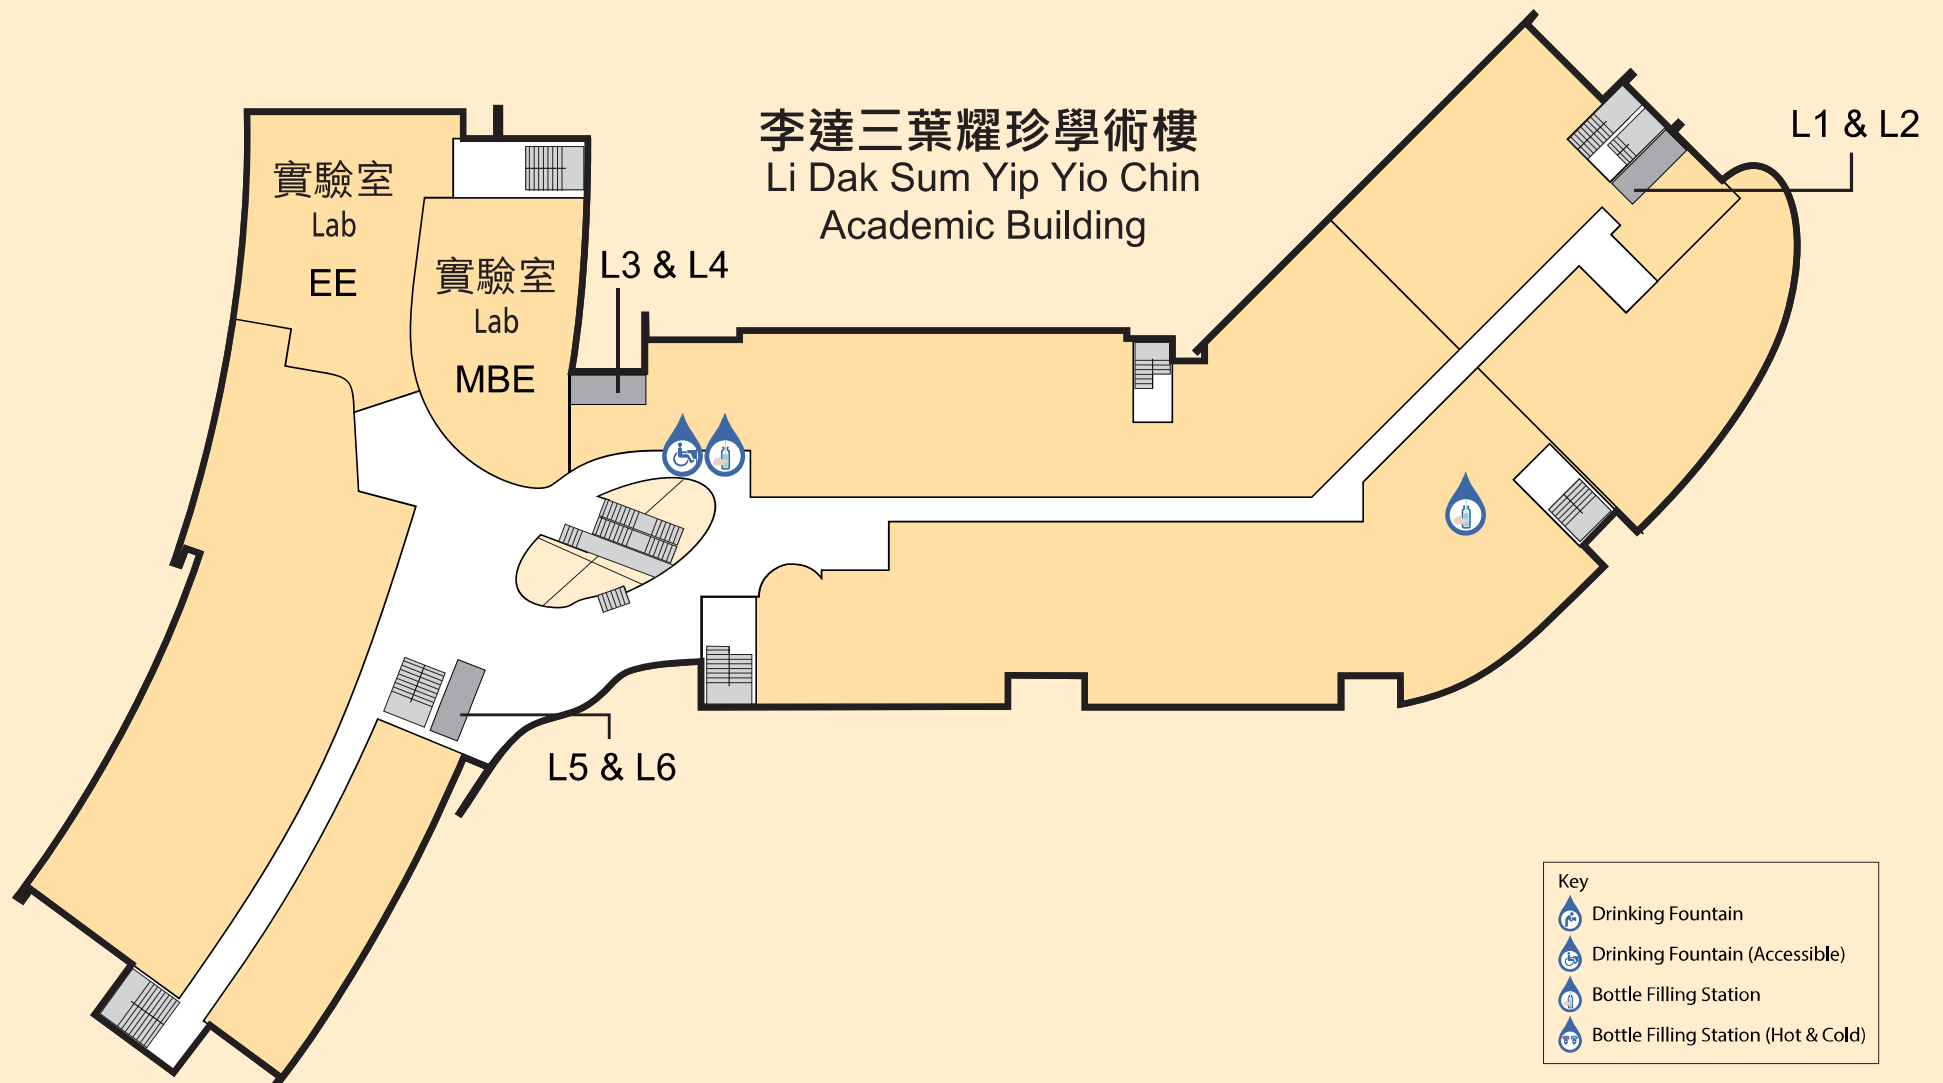 李達三葉耀珍學術樓
Li Dak Sum Yip Yio Chin
Academic Building
L1 & L2
實驗室
Lab
EE
實驗室
Lab
MBE
L3 & L4
L5 & L6
Key
Drinking Fountain
Drinking Fountain (Accessible)
Bottle Filling Station
Bottle Filling Station (Hot & Cold)